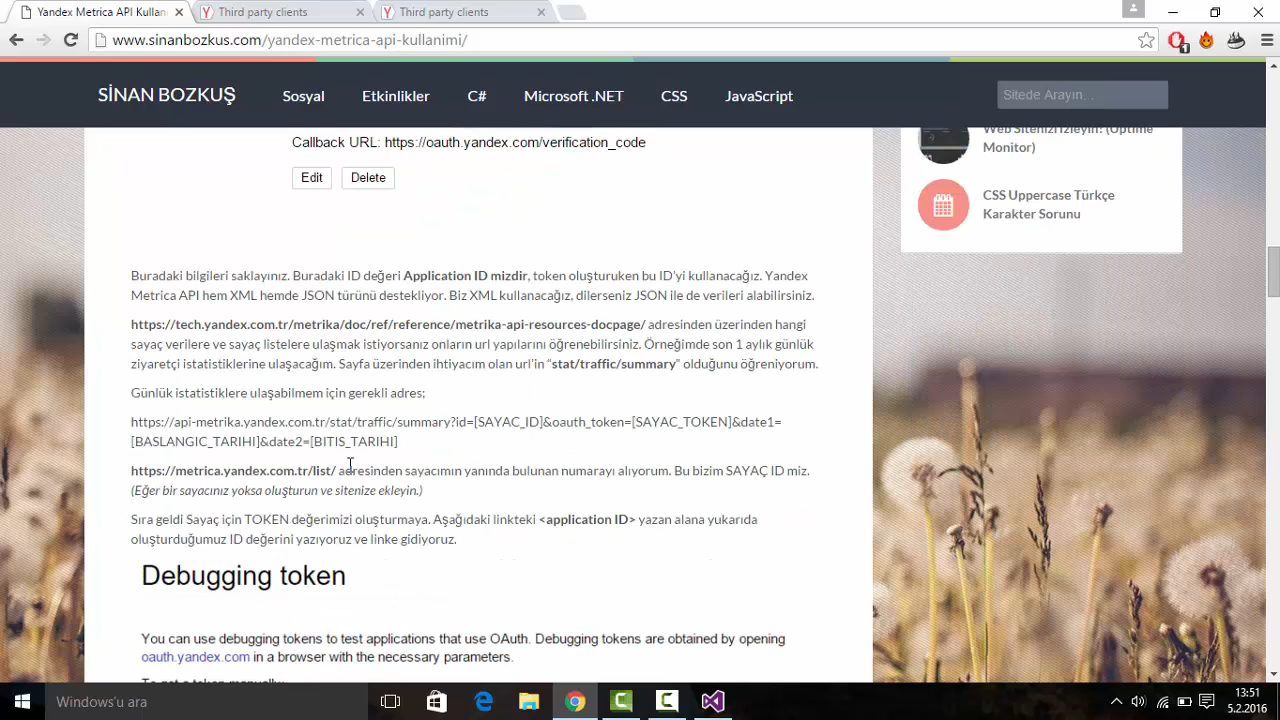 Yandex Metrica API Kullanı
Third party clients
Third party clients
www.sinanbozkus.com/yandex-metrica-api-kullanimi/
SİNAN BOZKUŞ
Sosyal
Etkinlikler
C#
Microsoft .NET
CSS
JavaScript
Sitede Arayın…
Callback URL: https://oauth.yandex.com/verification_code
Edit
Delete
Web Sitenizi İzleyin: (Uptime
Monitor)
CSS Uppercase Türkçe
Karakter Sorunu
Buradaki bilgileri saklayınız. Buradaki ID değeri Application ID mizdir, token oluştururken bu ID'yi kullanacağız. Yandex
Metrica API hem XML hemde JSON türünü destekliyor. Biz XML kullanacağız, dilerseniz JSON ile de verileri alabilirsiniz.
https://tech.yandex.com.tr/metrika/doc/ref/reference/metrika-api-resources-docpage/ adresinden üzerinden hangi
sayaç verilere ve sayaç listelere ulaşmak istiyorsanız onların url yapılarını öğrenebilirsiniz. Örneğimde son 1 aylık günlük
ziyaretçi istatistiklerine ulaşacağım. Sayfa üzerinden ihtiyacım olan url'in “stat/traffic/summary” olduğunu öğreniyorum.
Günlük istatistiklere ulaşabilmem için gerekli adres;
https://api-metrika.yandex.com.tr/stat/traffic/summary?id=[SAYAC_ID]&oauth_token=[SAYAC_TOKEN]&date1=
[BASLANGIC_TARIHI]&date2=[BITIS_TARIHI]
https://metrica.yandex.com.tr/list/ adresinden sayacımın yanında bulunan numarayı alıyorum. Bu bizim SAYAÇ ID miz.
(Eğer bir sayacınız yoksa oluşturun ve sitenize ekleyin.)
Sıra geldi Sayaç için TOKEN değerimizi oluşturmaya. Aşağıdaki linkteki <application ID> yazan alana yukarıda
oluşturduğumuz ID değerini yazıyoruz ve linke gidiyoruz.
Debugging token
You can use debugging tokens to test applications that use OAuth. Debugging tokens are obtained by opening
oauth.yandex.com in a browser with the necessary parameters.
Windows'u ara
13:51
5.2.2016